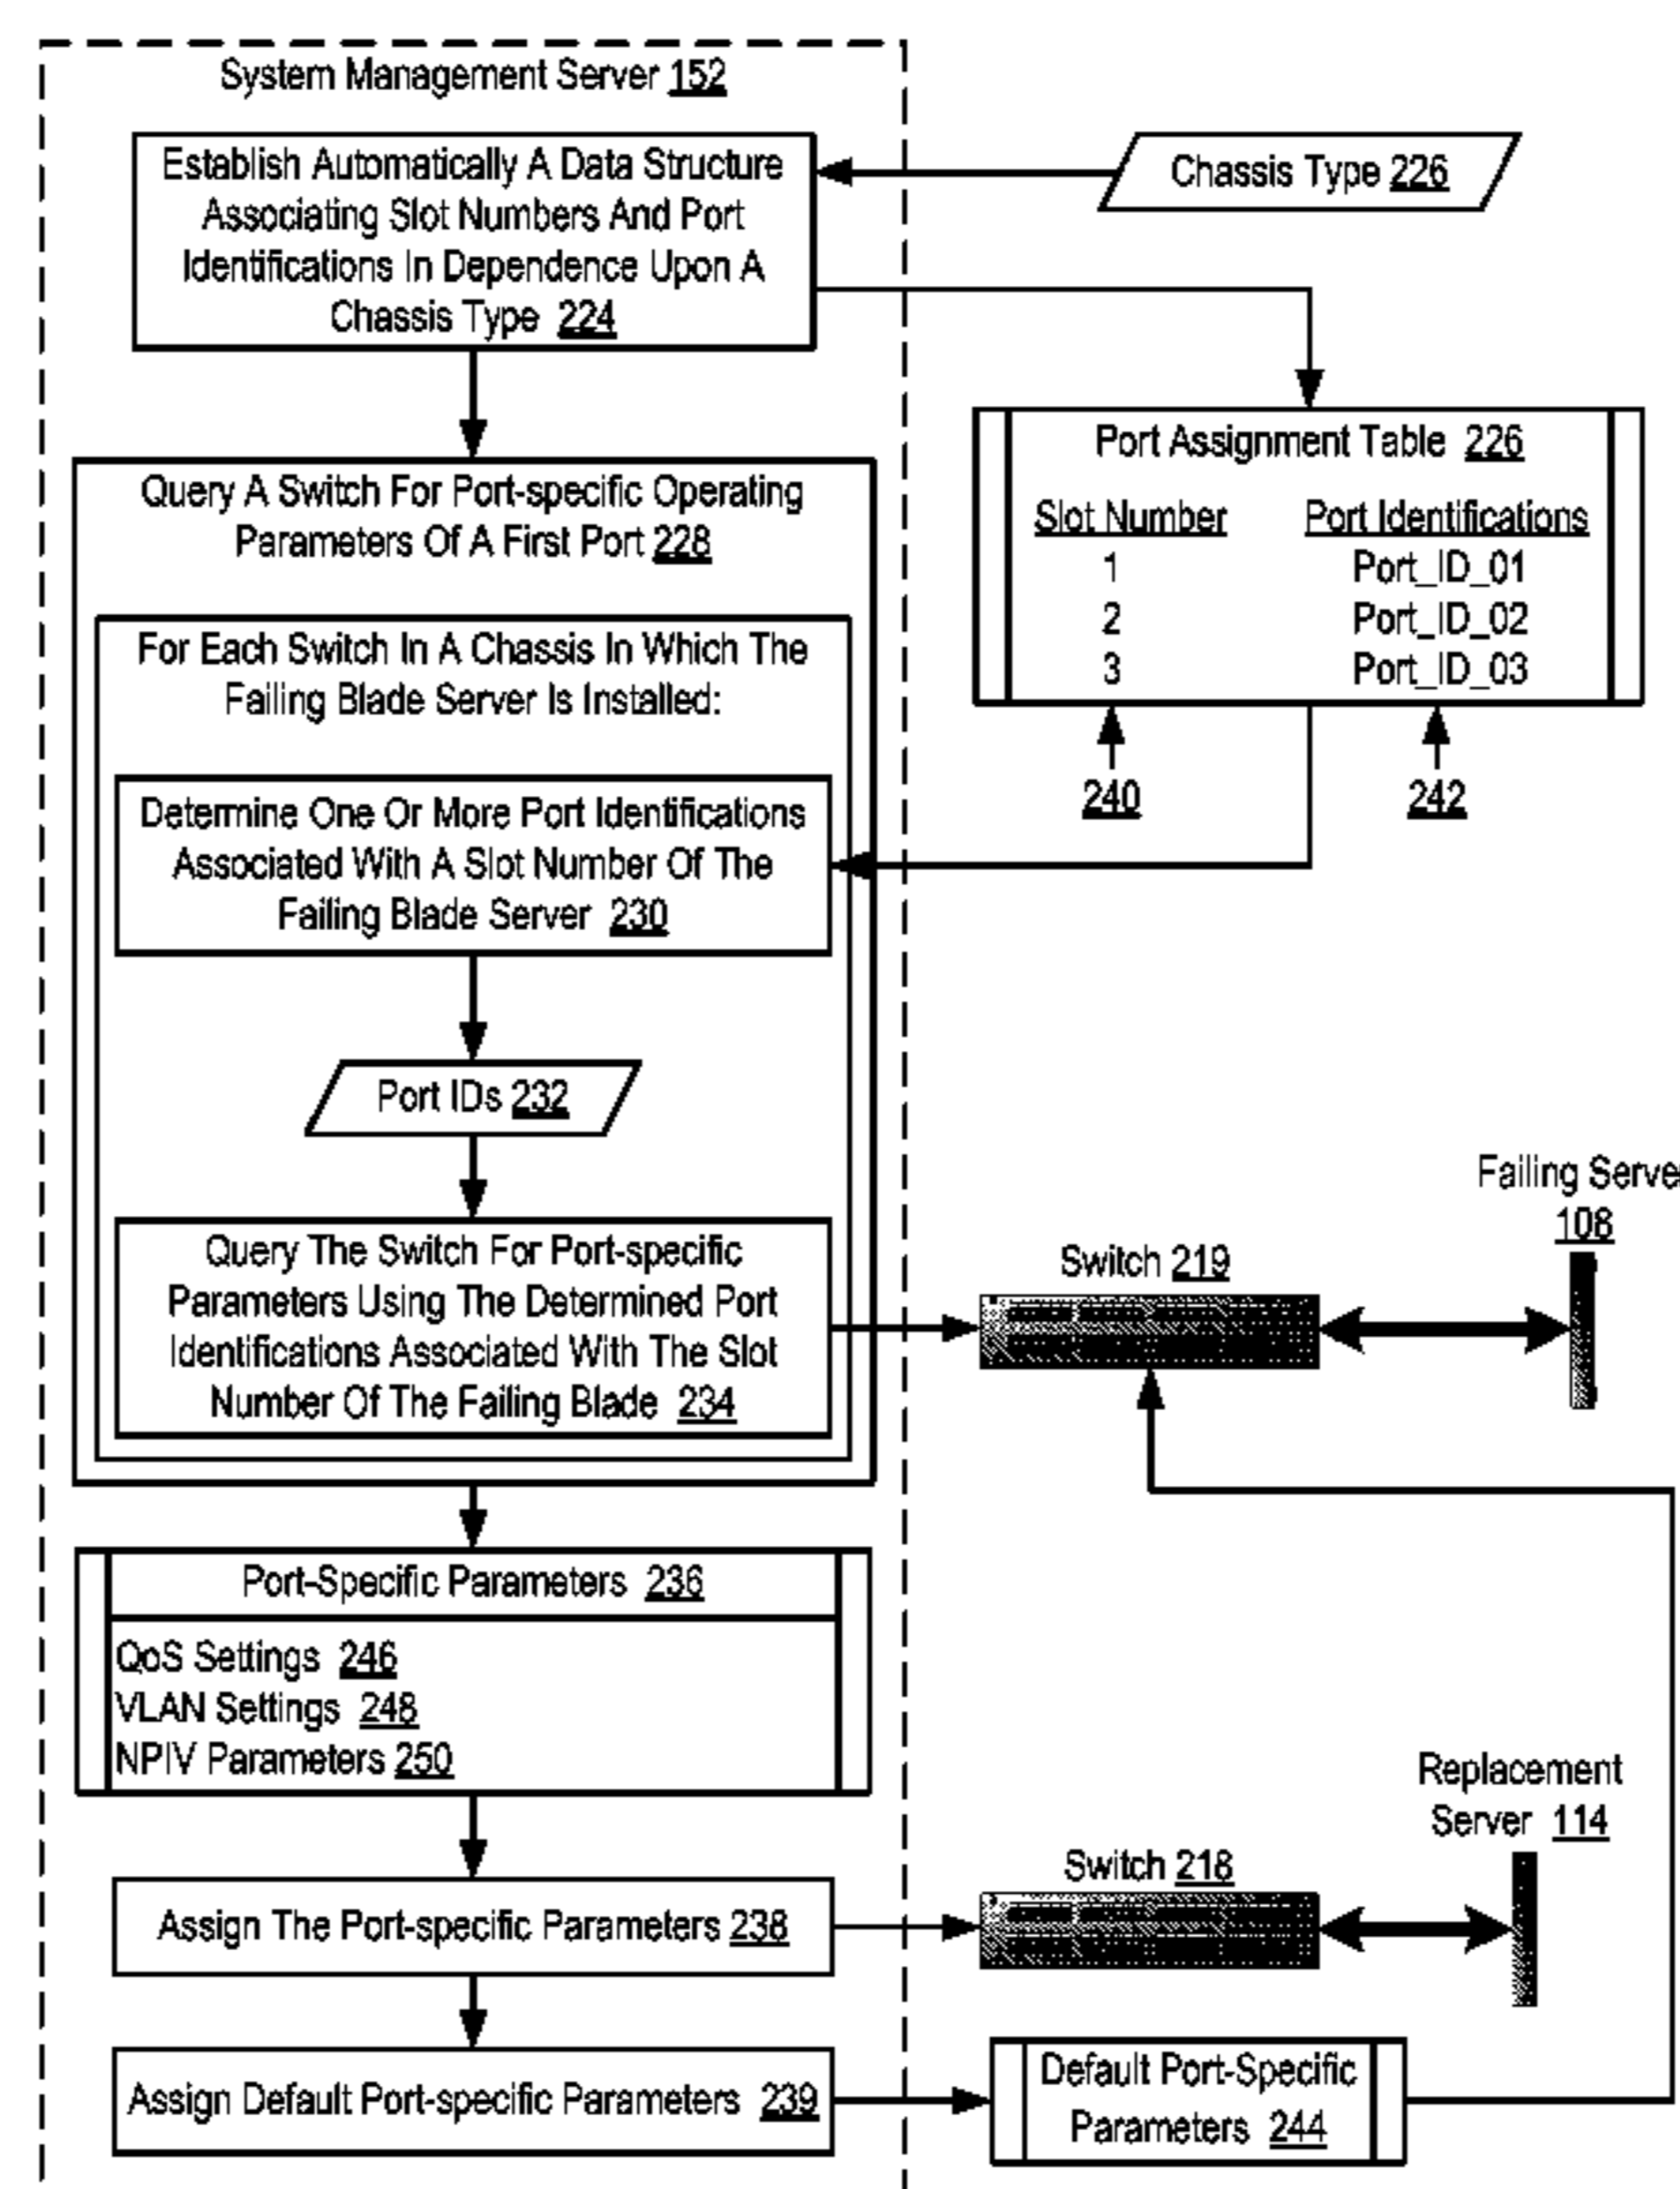 System Management Server 152
Establish Automatically A Data Structure
Associating Slot Numbers And Port
Identifications In Dependence Upon A
Chassis Type 224
Chassis Type 226
Port Assignment Table 226
Slot Number Port Identifications
1 Port_ID_01
2 Port_ID_02
3 Port_ID_03
240 242
Query A Switch For Port-specific Operating
Parameters Of A First Port 228
For Each Switch In A Chassis In Which The
Failing Blade Server Is Installed:
Determine One Or More Port Identifications
Associated With A Slot Number Of The
Failing Blade Server 230
Port IDs 232
Query The Switch For Port-specific
Parameters Using The Determined Port
Identifications Associated With The Slot
Number Of The Failing Blade 234
Switch 219
Failing Serve
108
Port-Specific Parameters 236
QoS Settings 246
VLAN Settings 248
NPIV Parameters 250
Replacement
Server 114
Switch 218
Assign The Port-specific Parameters 238
Assign Default Port-specific Parameters 239
Default Port-Specific
Parameters 244